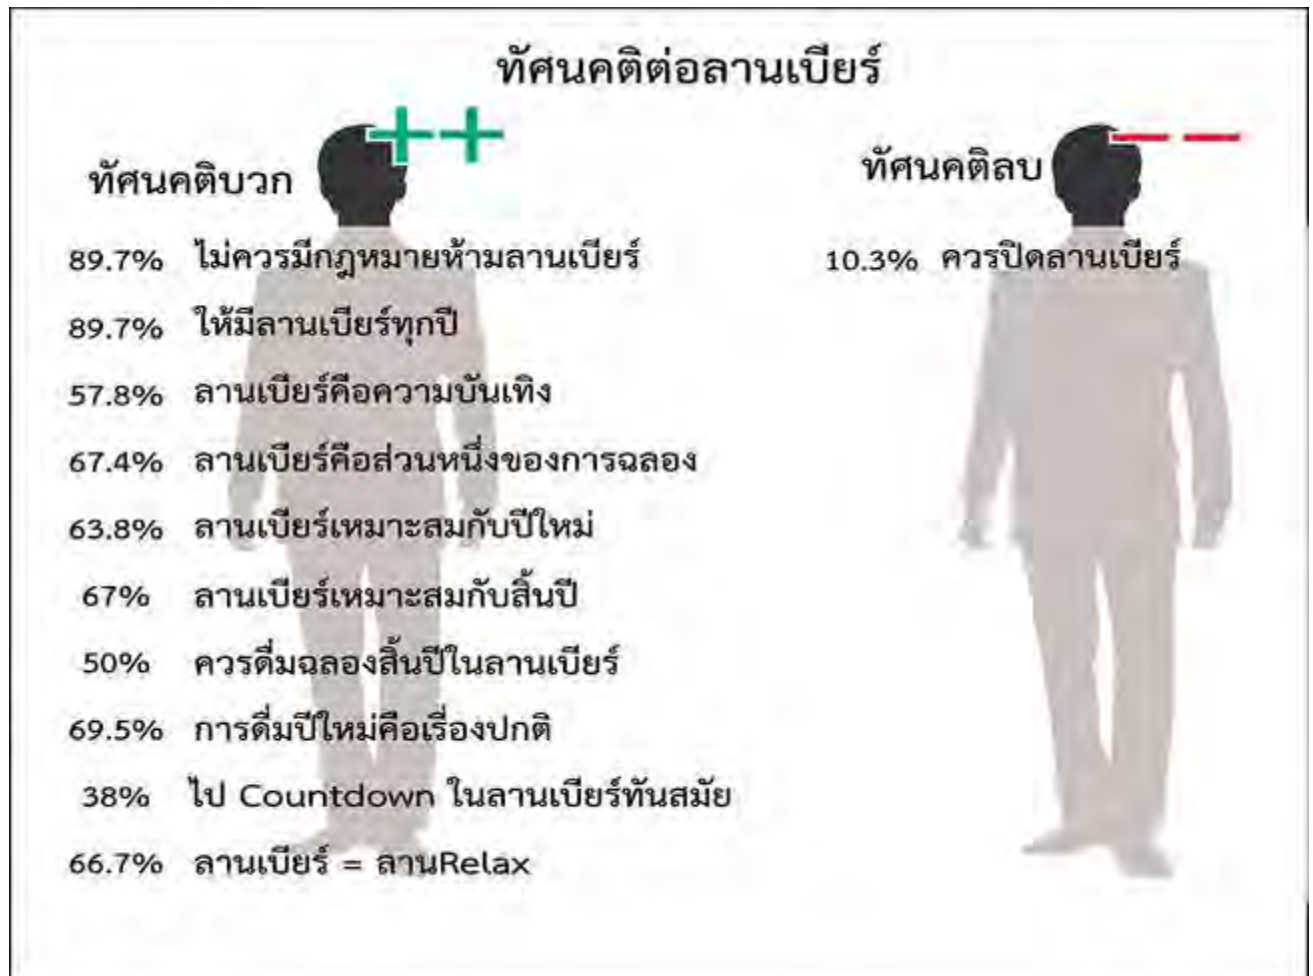 ทัศนคติต่อลานเบียร์
ทัศนคติบวก
89.7% ไม่ควรมีกฎหมายห้ามลานเบียร์
89.7% ให้มีลานเบียร์ทุกปี
57.8% ลานเบียร์คือความบันเทิง
67.4% ลานเบียร์คือส่วนหนึ่งของการฉลอง
63.8% ลานเบียร์เหมาะสมกับปีใหม่
67% ลานเบียร์เหมาะสมกับสิ้นปี
50% ควรดื่มฉลองสิ้นปีในลานเบียร์
69.5% การดื่มปีใหม่คือเรื่องปกติ
38% ไป Countdown ในลานเบียร์ทันสมัย
66.7% ลานเบียร์ = ลานRelax
ทัศนคติลบ
10.3% ควรปิดลานเบียร์